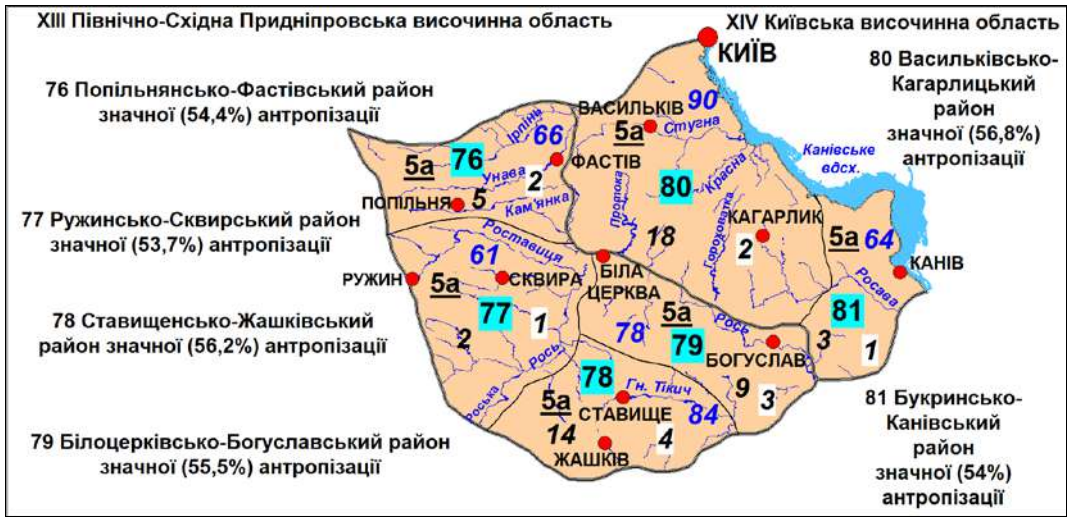 XIII Північно-Східна Придніпровська височинна область
XIV Київська височинна область
КИЇВ
76 Попільнянсько-Фастівський район
значної (54,4%) антропізації
77 Ружинсько-Сквирський район
значної (53,7%) антропізації
78 Ставищенсько-Жашківський
район значної (56,2%) антропізації
79 Білоцерківсько-Богуславський район
значної (55,5%) антропізації
80 Васильківсько-
Кагарлицький
район
значної (56,8%)
антропізації
81 Букринсько-
Канівський
район
значної (54%)
антропізації
ВАСИЛЬКІВ
90
5а
Стугна
Ірпінь
66
5а
76
ФАСТІВ
Унава
2
ПОПІЛЬНЯ
5
Кам'янка
80
Красна
Канівське
вдсх.
Протока
Гороховатка
КАГАРЛИК
2
18
5а
64
КАНІВ
Росава
81
3
1
Роставиця
61
РУЖИН
5а
СКВИРА
77
2
1
Рось
Роська
БІЛА
ЦЕРКВА
5а
78
79
Рось
БОГУСЛАВ
9
3
78
Гн. Тікич
5а
СТАВИЩЕ
84
14
4
ЖАШКІВ